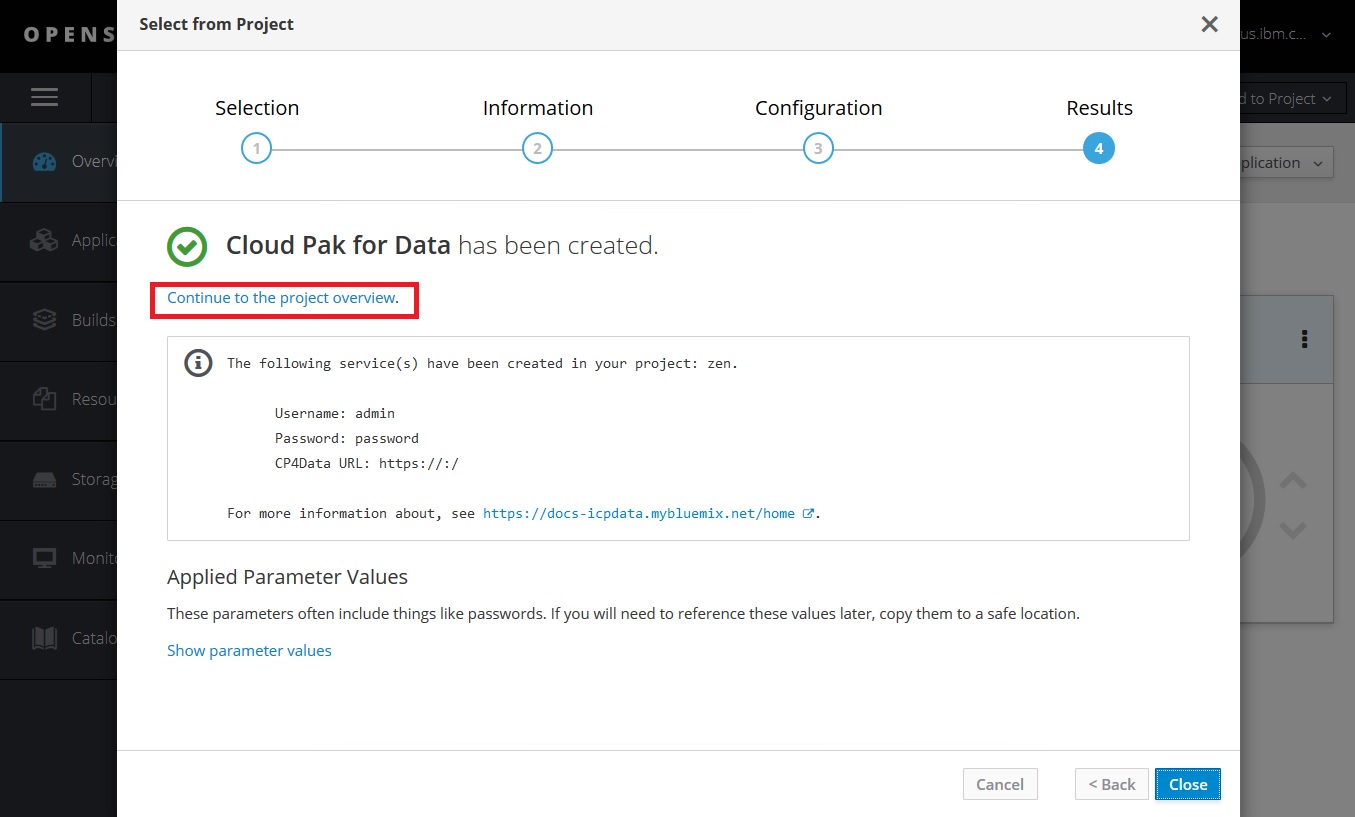 OPENS
Select from Project
us.ibm.c...
d to Project
Selection
Information
Configuration
Results
1
2
3
4
Overvi
plication
Applic
Cloud Pak for Data has been created.
Continue to the project overview.
Builds
The following service(s) have been created in your project: zen.
Resou
Username: admin
Password: password
CP4Data URL: https://:/
Storag
For more information about, see https://docs-icpdata.mybluemix.net/home .
Monito
Applied Parameter Values
These parameters often include things like passwords. If you will need to reference these values later, copy them to a safe location.
Catalo
Show parameter values
Cancel
< Back
Close